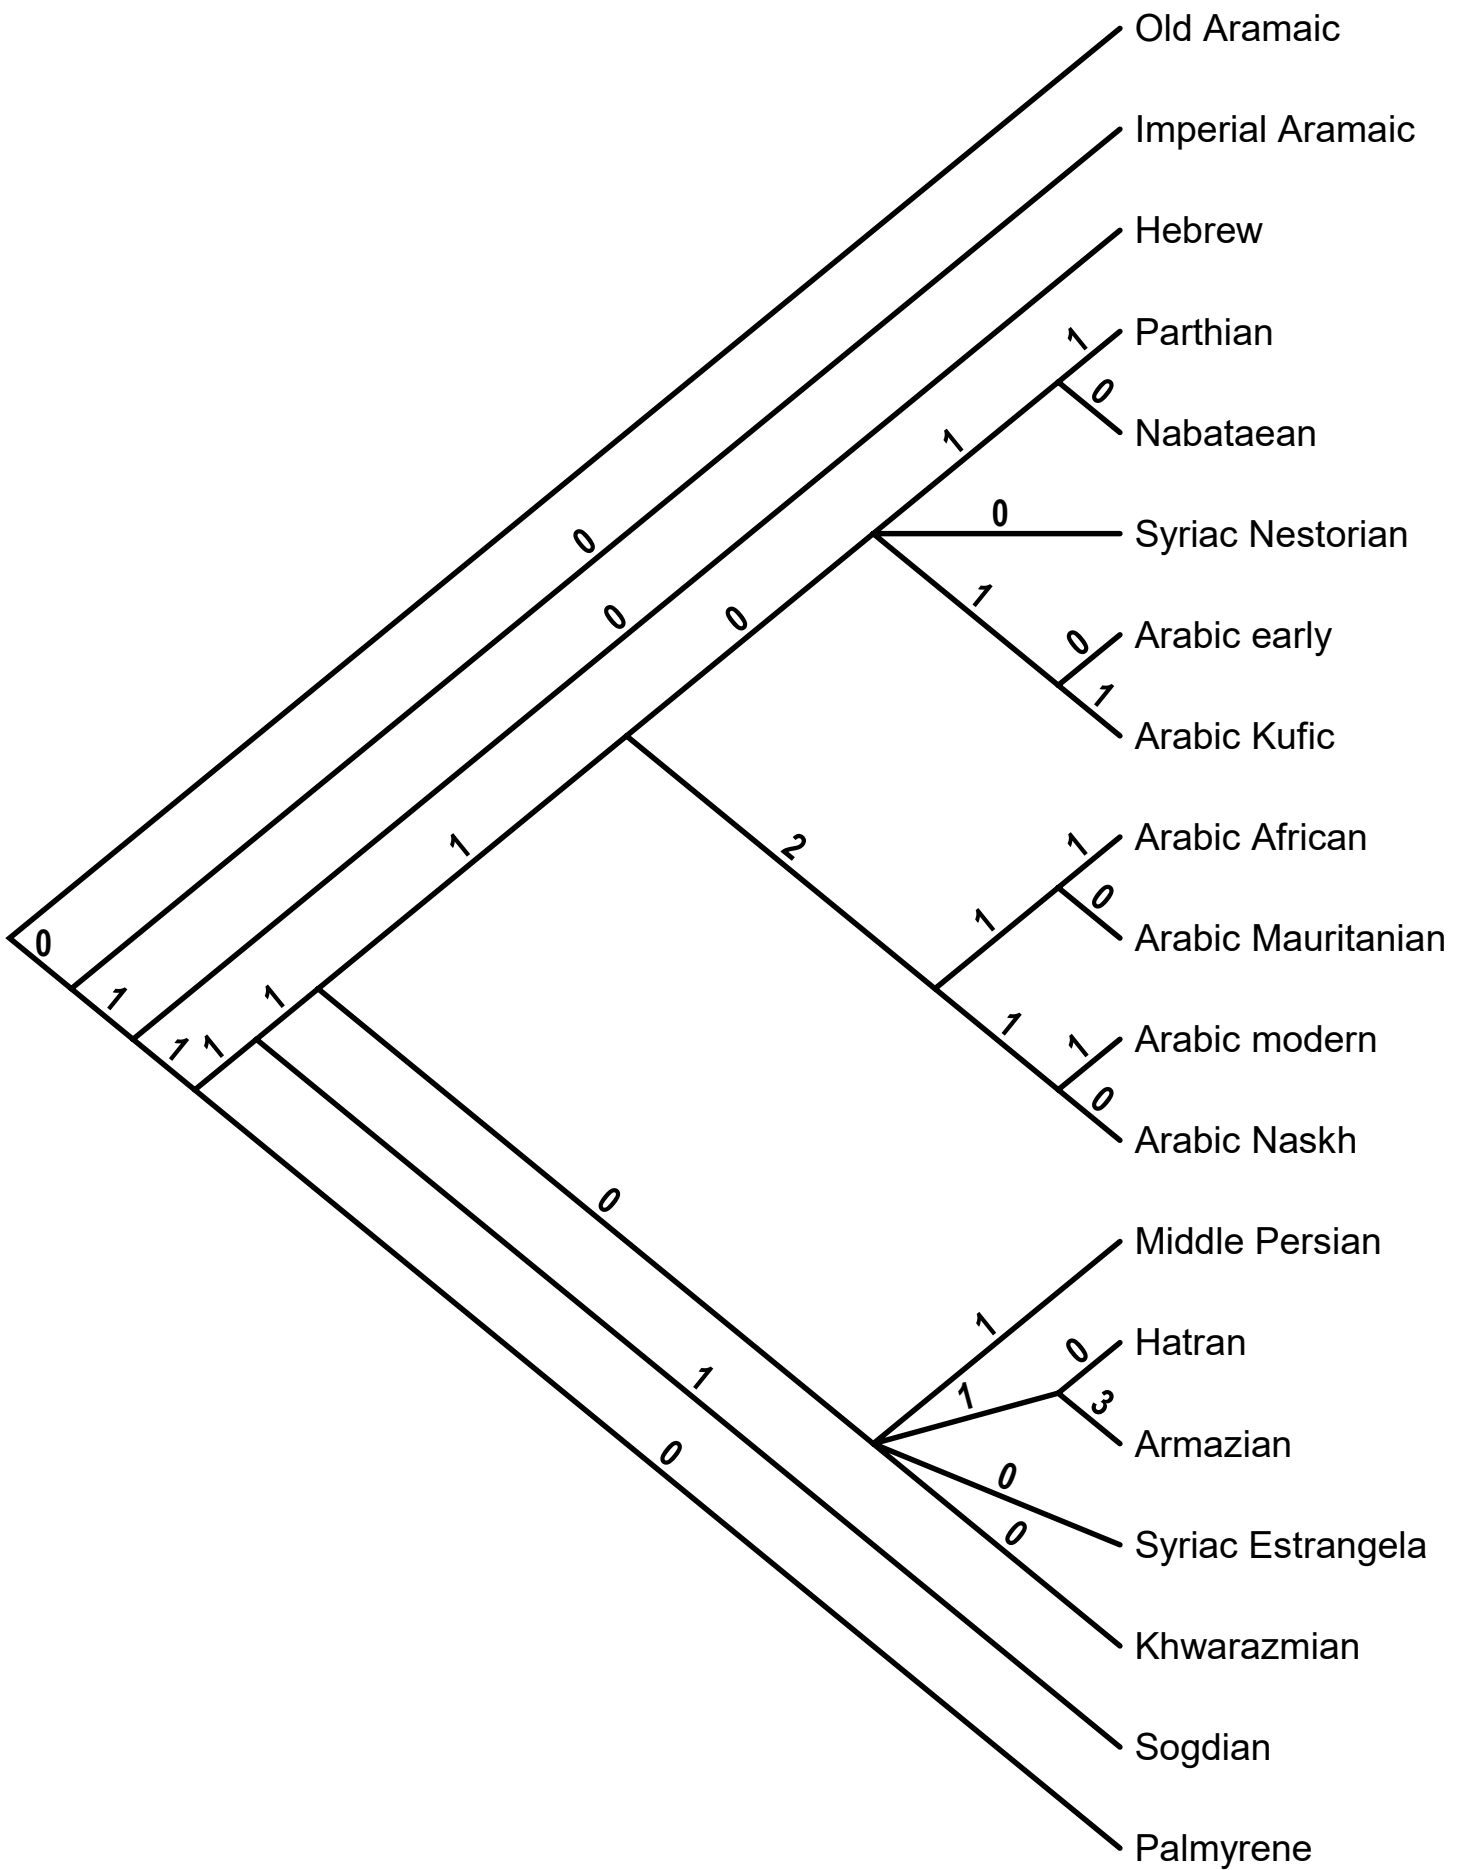 Old Aramaic
Imperial Aramaic
Hebrew
1
Parthian
0
Nabataean
1
0
Syriac Nestorian
0
1
0
0
0
Arabic early
1
Arabic Kufic
1
2
1
Arabic African
0
1
Arabic Mauritanian
0
1
1
1
1
1
1
Arabic modern
0
Arabic Naskh
0
Middle Persian
1
0
Hatran
1
1
3
Armazian
0
0
Syriac Estrangela
0
Khwarazmian
Sogdian
Palmyrene